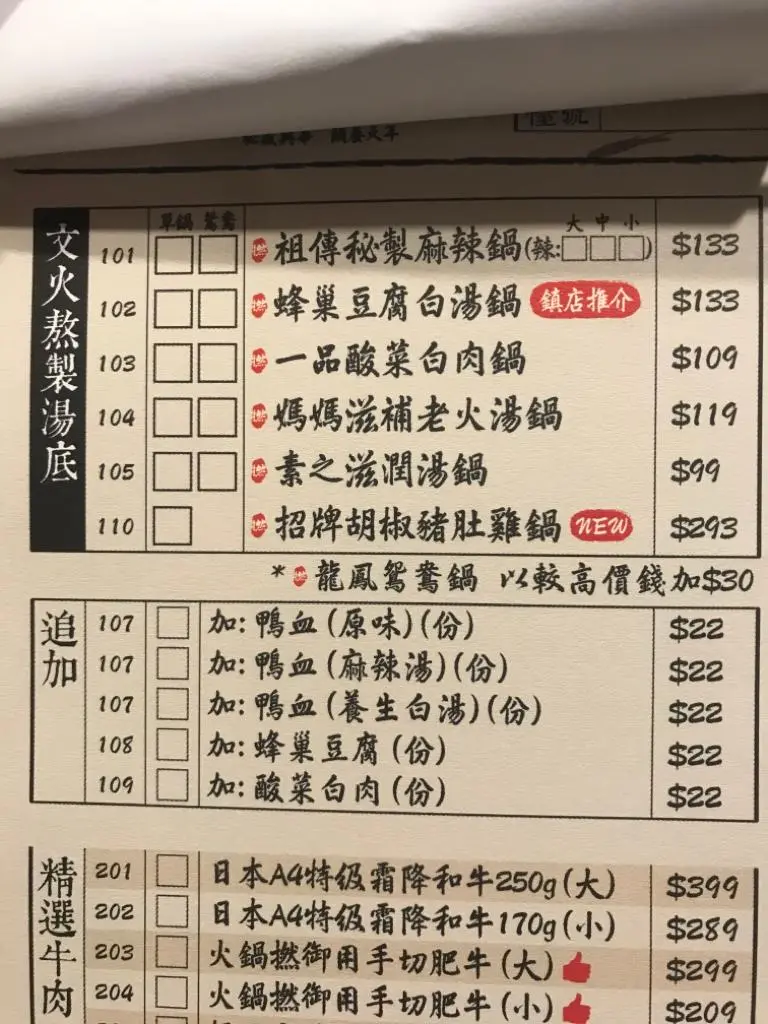 單鍋 鴛鴦 大 中 小
文火熬製湯底
101 祖傳秘製麻辣鍋(辣:□□□) $133
102 蜂巢豆腐白湯鍋 鎮店推介 $133
103 一品酸菜白肉鍋 $109
104 媽媽滋補老火湯鍋 $119
105 素之滋潤湯鍋 $99
110 招牌胡椒豬肚雞鍋 NEW $293
*龍鳳鴛鴦鍋 以較高價錢加$30
追加
107 加:鴨血(原味)(份) $22
107 加:鴨血(麻辣湯)(份) $22
107 加:鴨血(養生白湯)(份) $22
108 加:蜂巢豆腐(份) $22
109 加:酸菜白肉(份) $22
精選牛肉
201 日本A4特级霜降和牛250g(大) $399
202 日本A4特级霜降和牛170g(小) $289
203 火鍋撚御用手切肥牛(大) $299
204 火鍋撚御用手切肥牛(小) $209